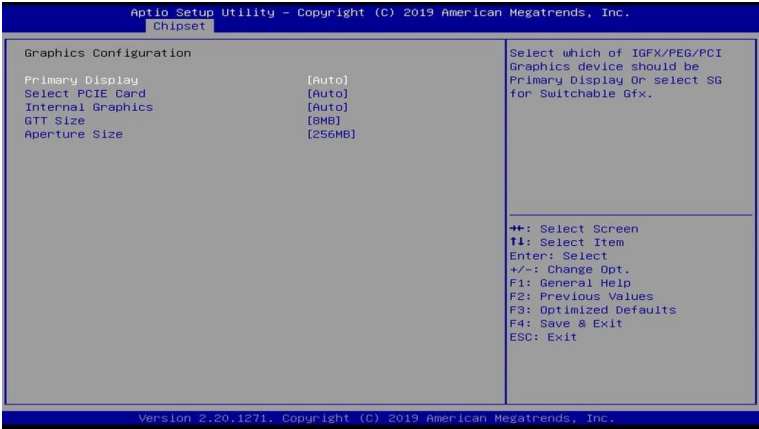 Aptio Setup Utility – Copyright (C) 2019 American Megatrends, Inc.
Chipset
Graphics Configuration
Primary Display [Auto]
Select PCIE Card [Auto]
Internal Graphics [Auto]
GTT Size [8MB]
Aperture Size [256MB]
Select which of IGFX/PEG/PCI
Graphics device should be
Primary Display Or select SG
for Switchable Gfx.
→←: Select Screen
↑↓: Select Item
Enter: Select
+/-: Change Opt.
F1: General Help
F2: Previous Values
F3: Optimized Defaults
F4: Save & Exit
ESC: Exit
Version 2.20.1271. Copyright (C) 2019 American Megatrends, Inc.